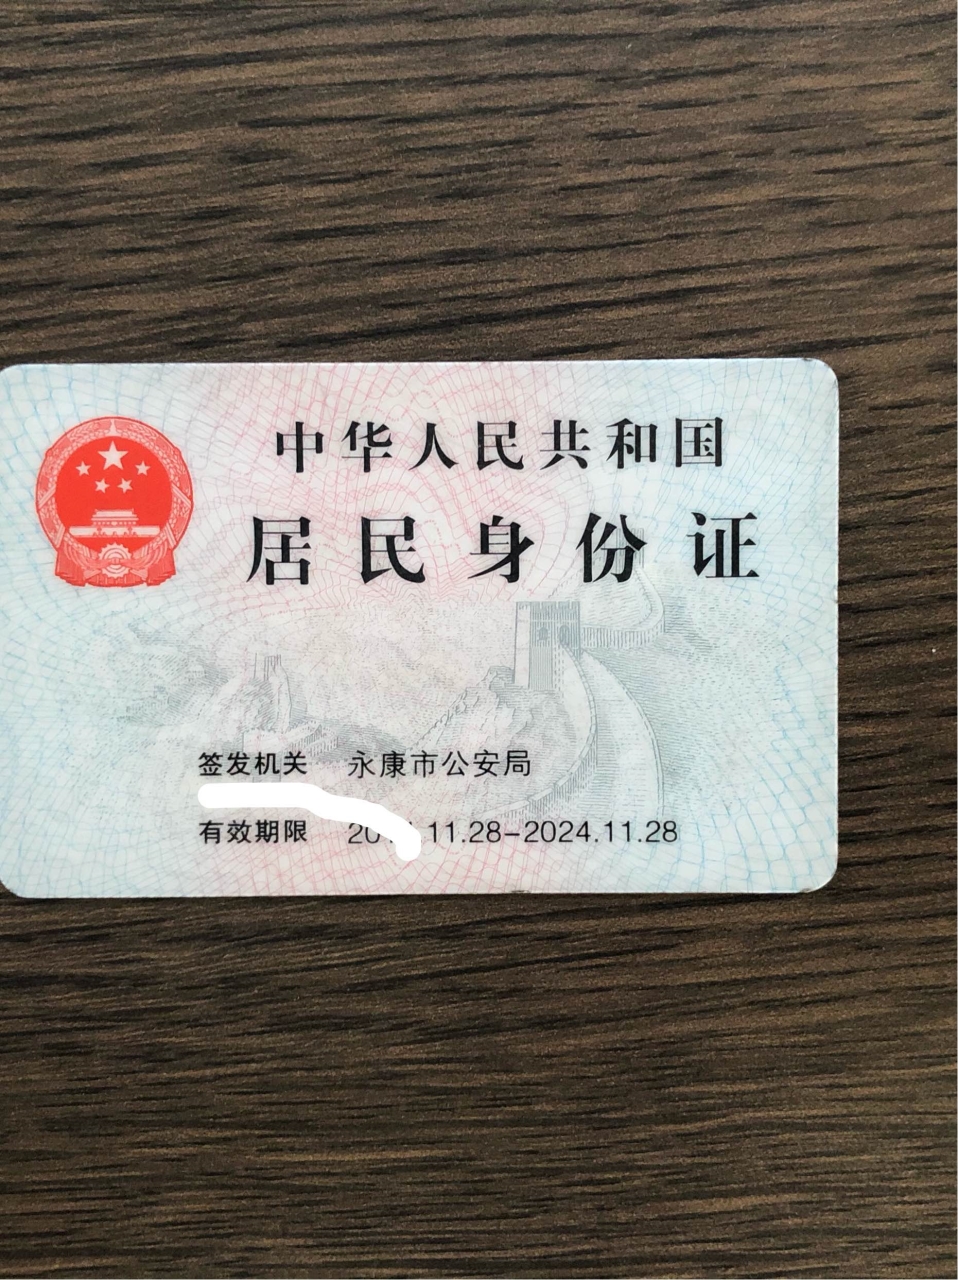 中华人民共和国
居民身份证
签发机关 永康市公安局
有效期限 20 .11.28-2024.11.28